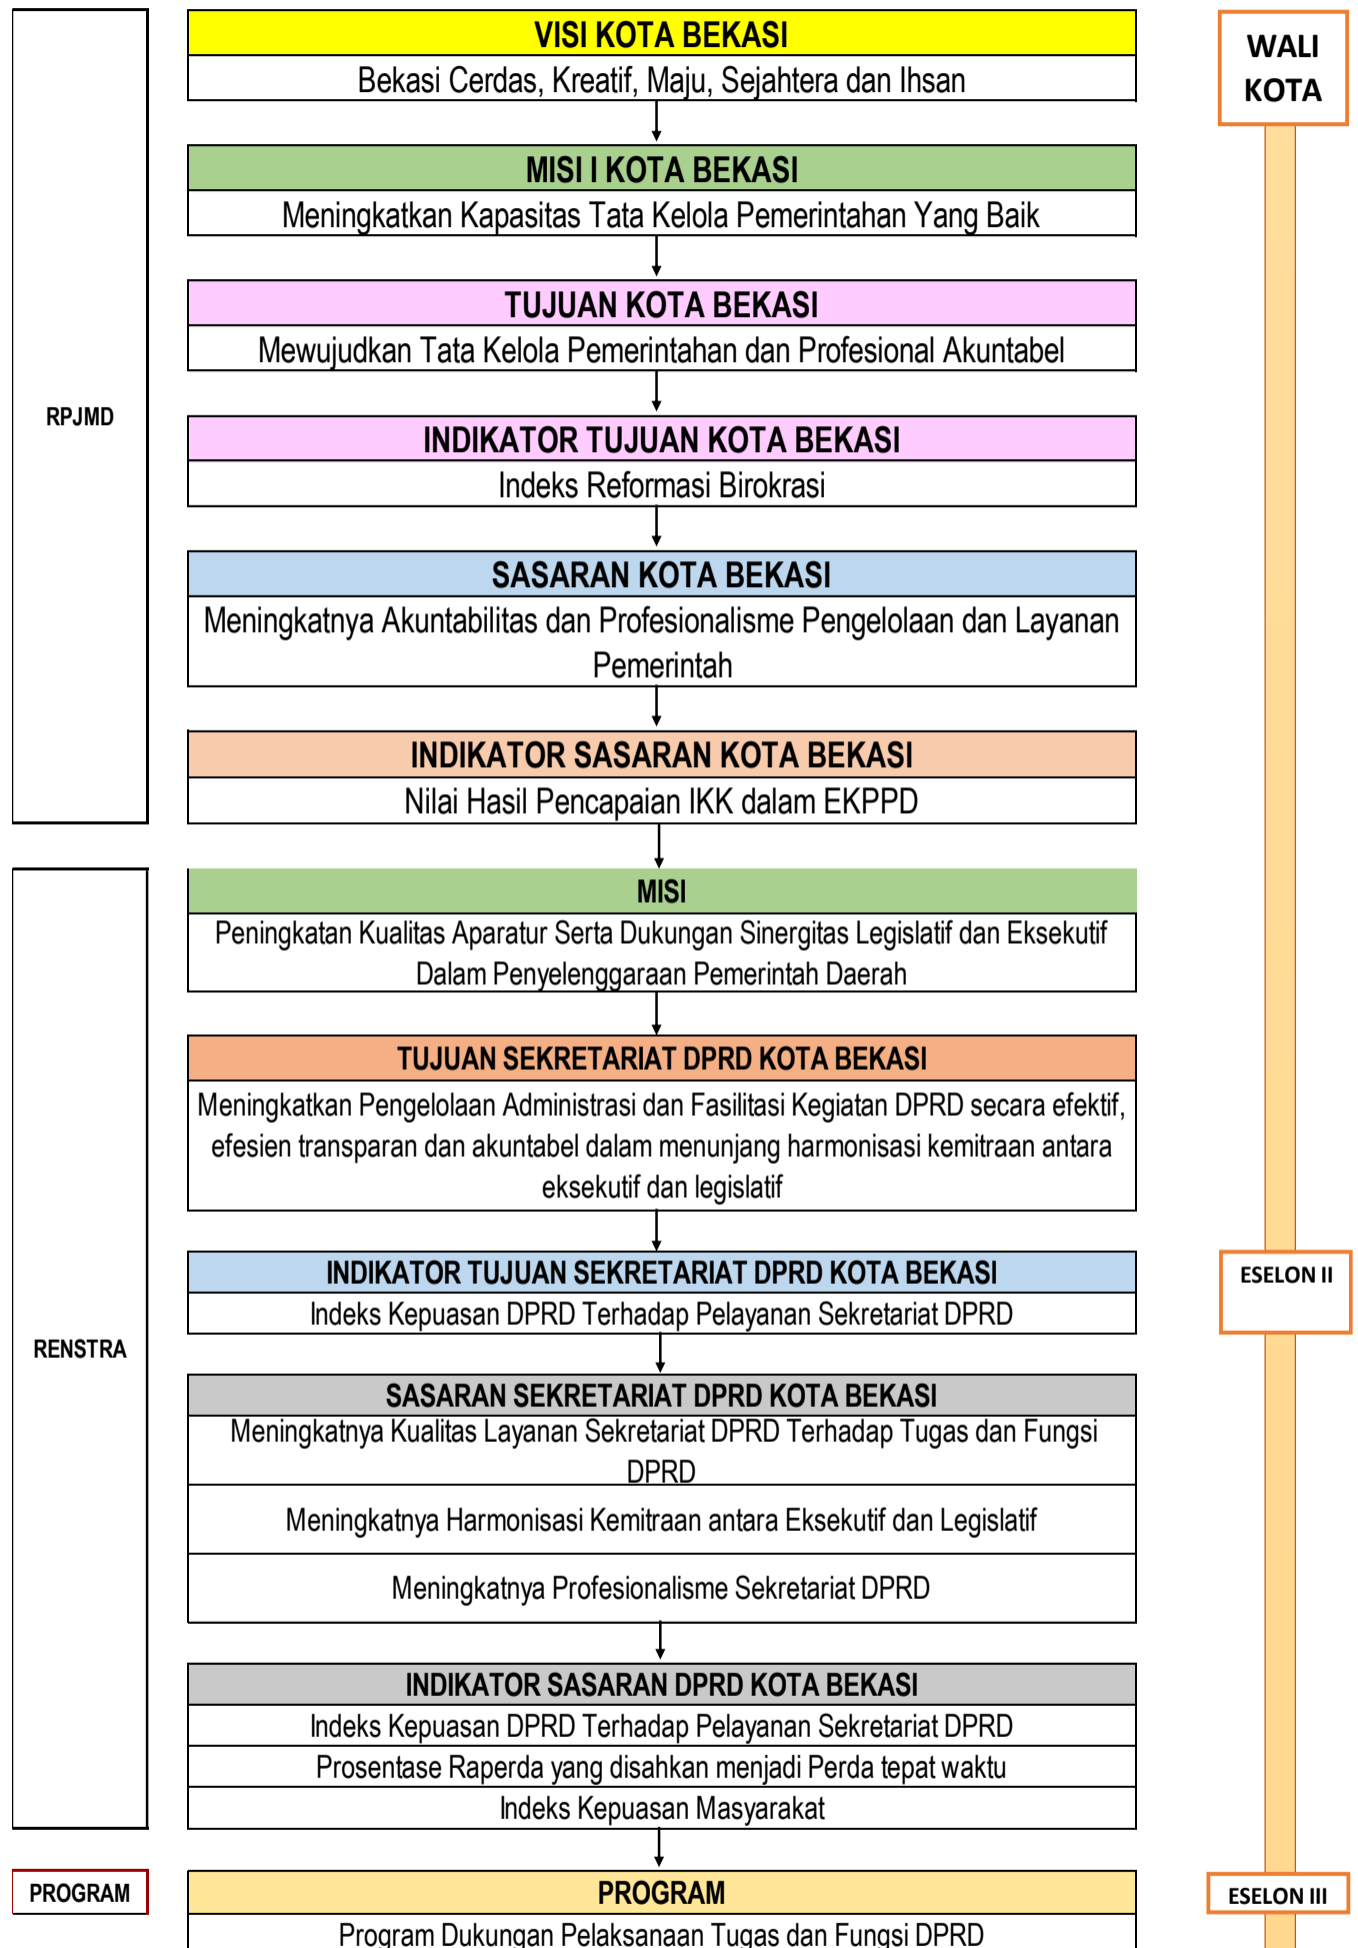 VISI KOTA BEKASI
Bekasi Cerdas, Kreatif, Maju, Sejahtera dan Ihsan
WALI
KOTA
MISI I KOTA BEKASI
Meningkatkan Kapasitas Tata Kelola Pemerintahan Yang Baik
TUJUAN KOTA BEKASI
Mewujudkan Tata Kelola Pemerintahan dan Profesional Akuntabel
RPJMD
INDIKATOR TUJUAN KOTA BEKASI
Indeks Reformasi Birokrasi
SASARAN KOTA BEKASI
Meningkatnya Akuntabilitas dan Profesionalisme Pengelolaan dan Layanan
Pemerintah
INDIKATOR SASARAN KOTA BEKASI
Nilai Hasil Pencapaian IKK dalam EKPPD
MISI
Peningkatan Kualitas Aparatur Serta Dukungan Sinergitas Legislatif dan Eksekutif
Dalam Penyelenggaraan Pemerintah Daerah
TUJUAN SEKRETARIAT DPRD KOTA BEKASI
Meningkatkan Pengelolaan Administrasi dan Fasilitasi Kegiatan DPRD secara efektif,
efesien transparan dan akuntabel dalam menunjang harmonisasi kemitraan antara
eksekutif dan legislatif
INDIKATOR TUJUAN SEKRETARIAT DPRD KOTA BEKASI
Indeks Kepuasan DPRD Terhadap Pelayanan Sekretariat DPRD
ESELON II
RENSTRA
SASARAN SEKRETARIAT DPRD KOTA BEKASI
Meningkatnya Kualitas Layanan Sekretariat DPRD Terhadap Tugas dan Fungsi
DPRD
Meningkatnya Harmonisasi Kemitraan antara Eksekutif dan Legislatif
Meningkatnya Profesionalisme Sekretariat DPRD
INDIKATOR SASARAN DPRD KOTA BEKASI
Indeks Kepuasan DPRD Terhadap Pelayanan Sekretariat DPRD
Prosentase Raperda yang disahkan menjadi Perda tepat waktu
Indeks Kepuasan Masyarakat
PROGRAM
PROGRAM
ESELON III
Program Dukungan Pelaksanaan Tugas dan Fungsi DPRD